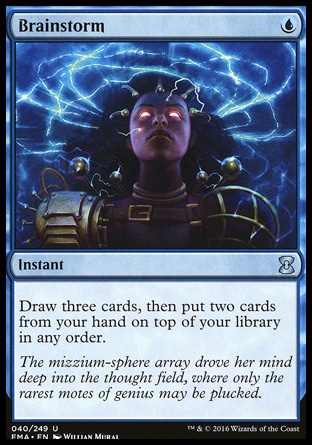 Brainstorm
Instant
Draw three cards, then put two cards
from your hand on top of your library
in any order.
The mizzium-sphere array drove her mind
deep into the thought field, where only the
rarest motes of genius may be plucked.
040/249 U
EMA • EN Willian Murai
™ & © 2016 Wizards of the Coast